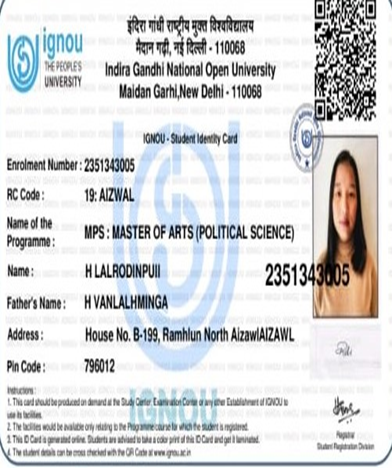 ignou
THE PEOPLE'S
UNIVERSITY
इंदिरा गांधी राष्ट्रीय मुक्त विश्वविद्यालय
मैदान गढ़ी, नई दिल्ली - 110068
Indira Gandhi National Open University
Maidan Garhi,New Delhi - 110068
IGNOU - Student Identity Card
Enrolment Number : 2351343005
RC Code : 19: AIZWAL
Name of the Programme : MPS : MASTER OF ARTS (POLITICAL SCIENCE)
Name : H LALRODINPUII
2351343005
Father's Name : H VANLALHMINGA
Address : House No. B-199, Ramhlun North AizawlAIZAWL
Pin Code : 796012
Instructions :
1. This card should be produced on demand at the Study Center, Examination Center or any other Establishment of IGNOU to
use its facilities.
2. The facilities would be available only relating to the Programme course for which the student is registered.
3. This ID Card is generated online. Students are advised to take a color print of this ID Card and get it laminated.
4. The student details can be cross checked with the QR Code at www.ignou.ac.in
IGNOU
Registrar
Student Registration Division